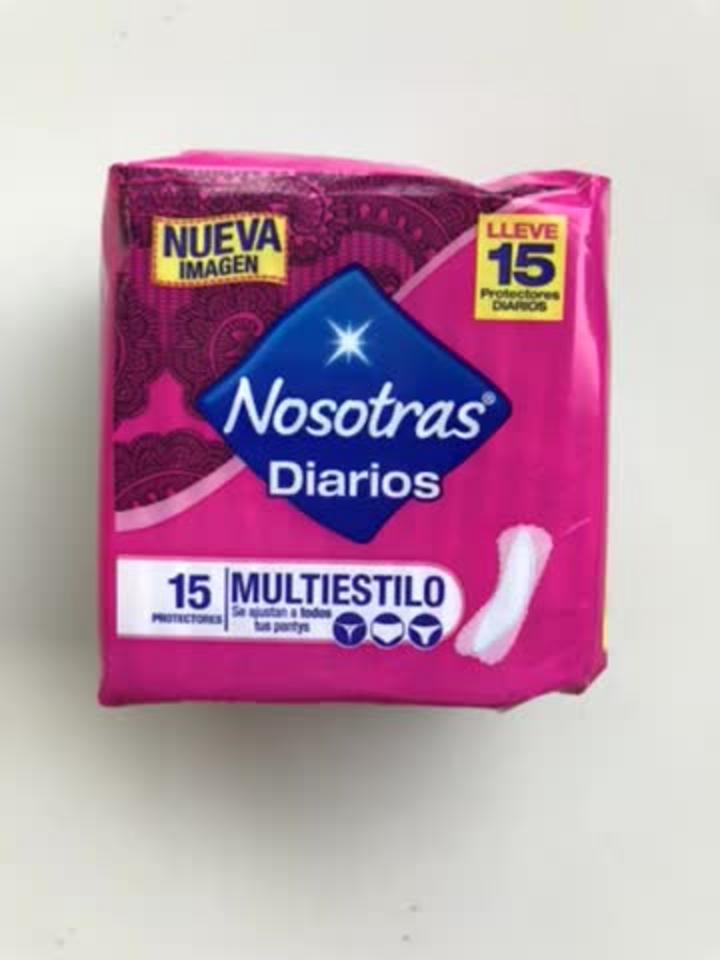 NUEVA
IMAGEN
LLEVE
15
Protectores
DIARIOS
Nosotras®
Diarios
15
PROTECTORES
MULTIESTILO
Se ajustan a todos
tus pantys